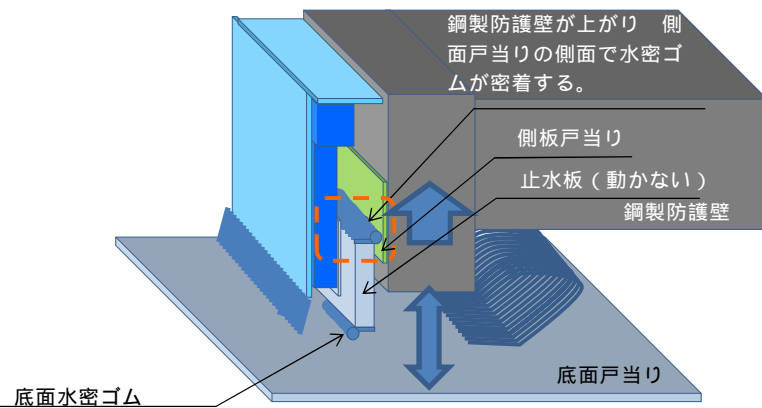 鋼製防護壁が上がり　側
面戸当りの側面で水密ゴ
ムが密着する。
側板戸当り
止水板（動かない）
鋼製防護壁
底面戸当り
底面水密ゴム